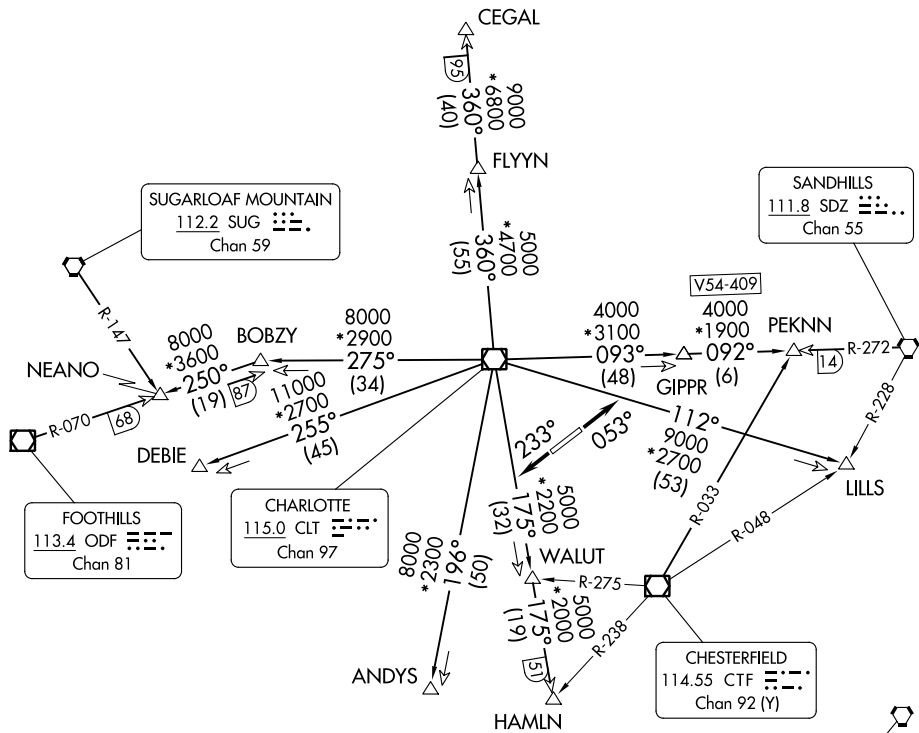 CEGAL
95
9000
*6800
360°
(40)
FLYYN
5000
*4700
360°
(55)
SUGARLOAF MOUNTAIN
112.2 SUG
Chan 59
R-147
SANDHILLS
111.8 SDZ
Chan 55
NEANO
8000
*3600
250°
(19)
87
BOBZY
8000
*2900
275°
(34)
4000
*3100
093°
(48)
GIPPR
V54-409
4000
*1900
092°
(6)
PEKNN
14
R-272
R-228
R-070
68
DEBIE
11000
*2700
255°
(45)
233°
053°
112°
9000
*2700
(53)
LILLS
FOOTHILLS
113.4 ODF
Chan 81
CHARLOTTE
115.0 CLT
Chan 97
8000
*2300
199°
(50)
ANDYS
5000
*2200
175°
(32)
WALUT
5000
*2000
175°
(19)
51
HAMLN
R-275
R-238
R-033
R-048
CHESTERFIELD
114.55 CTF
Chan 92 (Y)